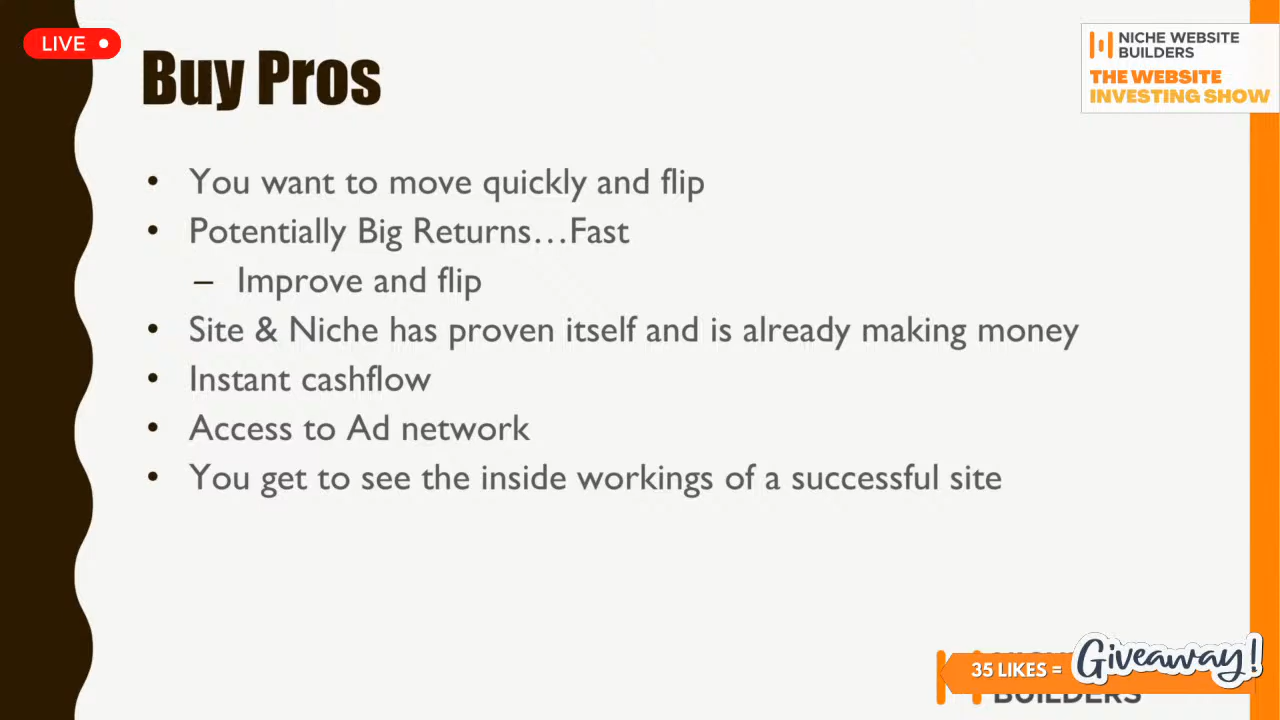 LIVE
NICHE WEBSITE
BUILDERS
THE WEBSITE
INVESTING SHOW
Buy Pros
• You want to move quickly and flip
• Potentially Big Returns...Fast
– Improve and flip
• Site & Niche has proven itself and is already making money
• Instant cashflow
• Access to Ad network
• You get to see the inside workings of a successful site
35 LIKES = Giveaway!
BUILDERS